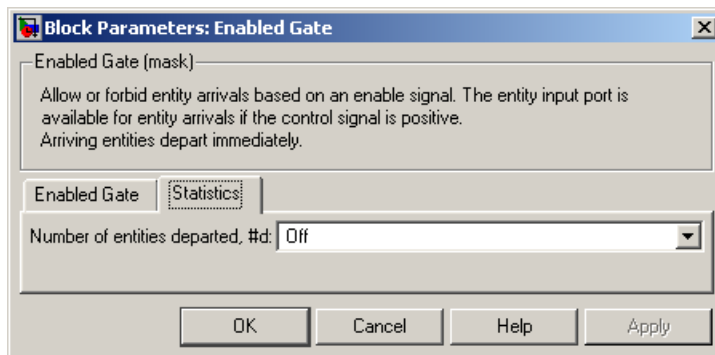 Block Parameters: Enabled Gate
Enabled Gate (mask)
Allow or forbid entity arrivals based on an enable signal. The entity input port is
available for entity arrivals if the control signal is positive.
Arriving entities depart immediately.
Enabled Gate Statistics
Number of entities departed, #d: Off
OK Cancel Help Apply